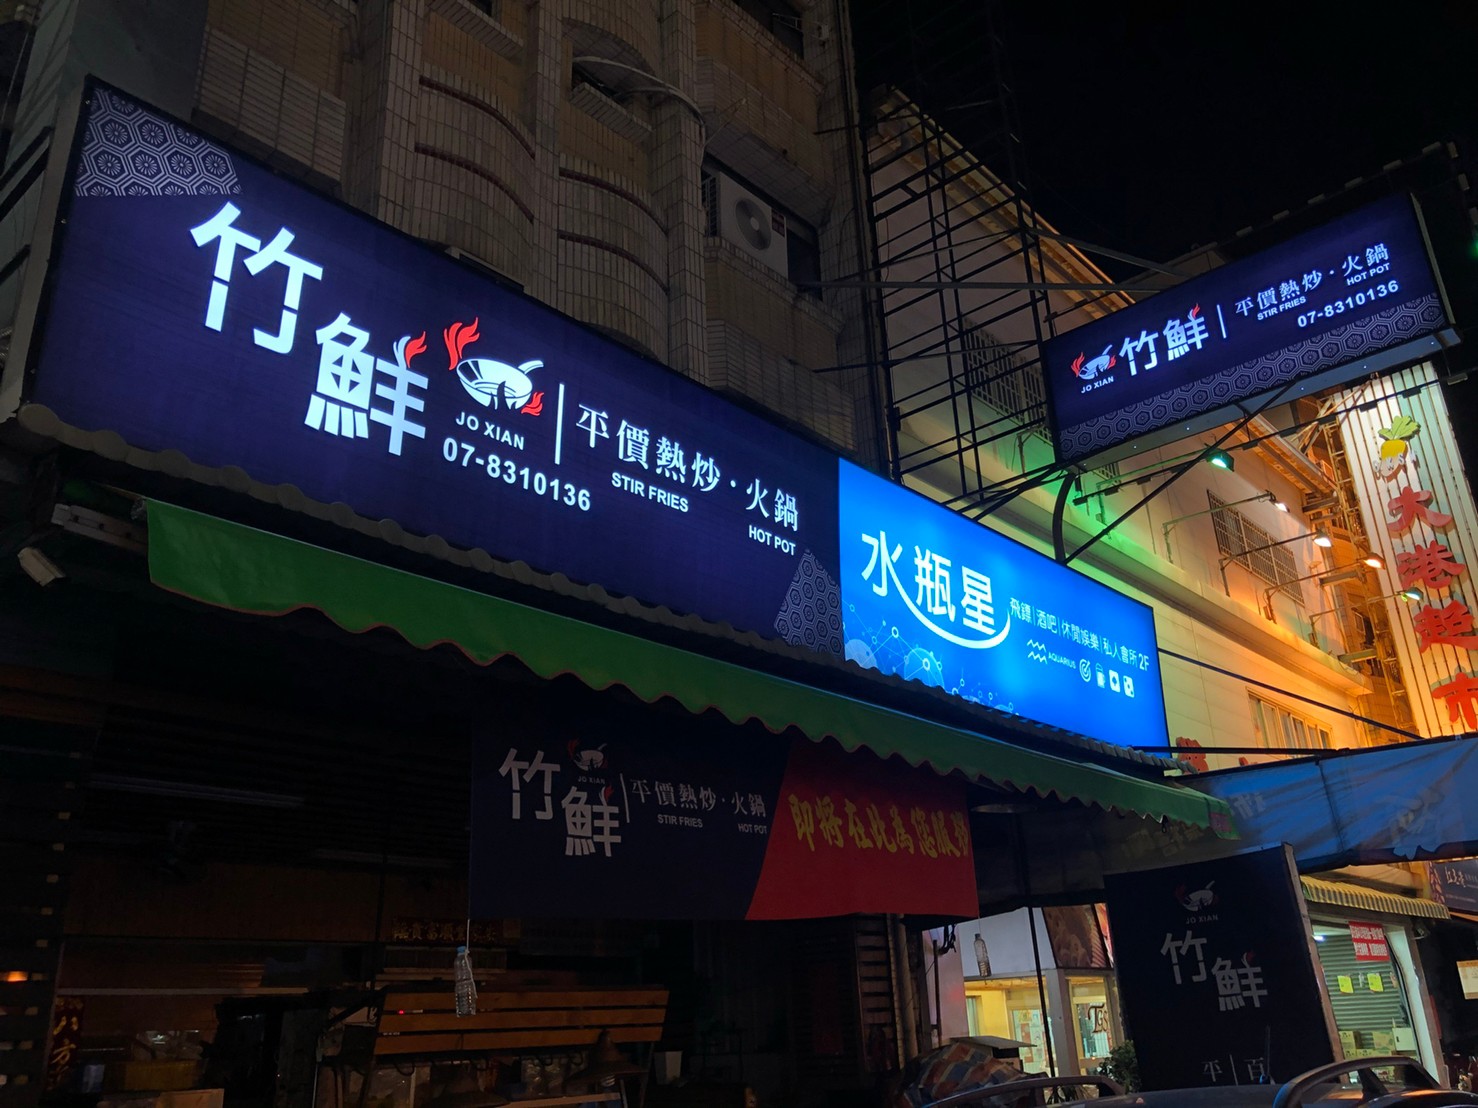 竹鮮
JO XIAN
07-8310136
平價熱炒·火鍋
STIR FRIES
HOT POT
水瓶星
飛鏢|酒吧|休閒娛樂|私人會所 2F
AQUARIUS
JO XIAN
竹鮮
平價熱炒·火鍋
STIR FRIES
HOT POT
07-8310136
大港超市
竹鮮
JO XIAN
平價熱炒·火鍋
STIR FRIES
HOT POT
即將在此為您服務
JO XIAN
竹鮮
平
百
八方